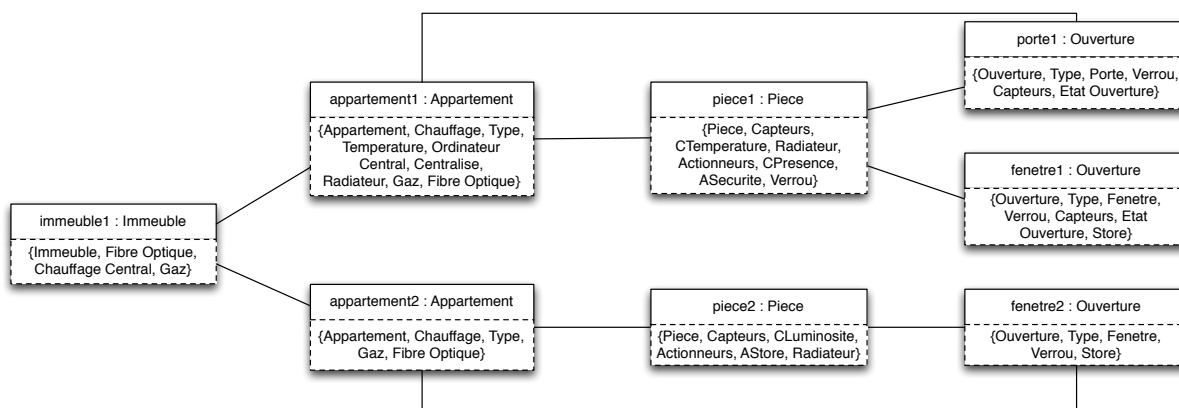 porte1 : Ouverture
{Ouverture, Type, Porte, Verrou,
Capteurs, Etat Ouverture}
appartement1 : Appartement
{Appartement, Chauffage, Type,
Temperature, Ordinateur
Central, Centralise,
Radiateur, Gaz, Fibre Optique}
piece1 : Piece
{Piece, Capteurs,
CTemperature, Radiateur,
Actionneurs, CPresence,
ASecurite, Verrou}
fenetre1 : Ouverture
{Ouverture, Type, Fenetre,
Verrou, Capteurs, Etat
Ouverture, Store}
immeuble1 : Immeuble
{Immeuble, Fibre Optique,
Chauffage Central, Gaz}
appartement2 : Appartement
{Appartement, Chauffage, Type,
Gaz, Fibre Optique}
piece2 : Piece
{Piece, Capteurs, CLuminosite,
Actionneurs, AStore, Radiateur}
fenetre2 : Ouverture
{Ouverture, Type, Fenetre,
Verrou, Store}